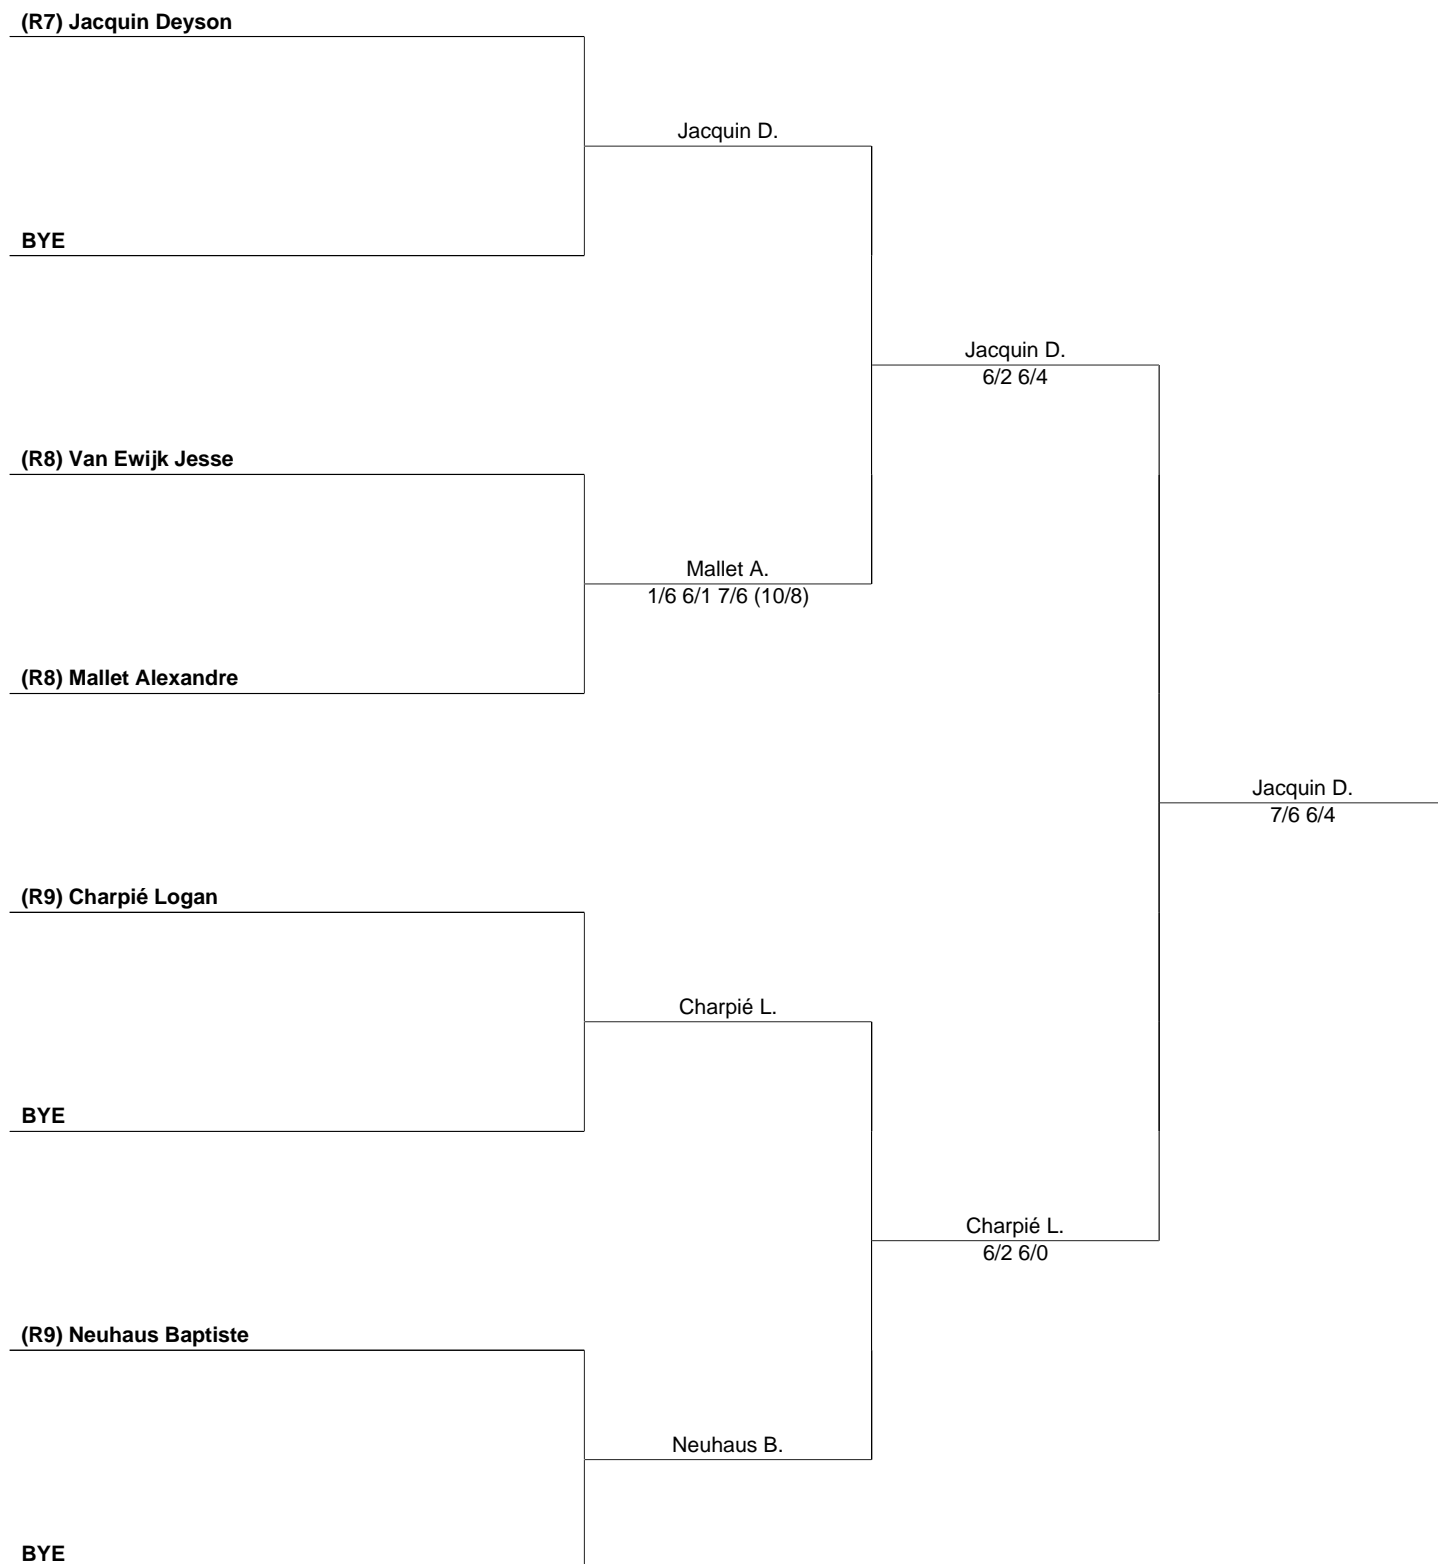 (R7) Jacquin Deyson
Jacquin D.
BYE
Jacquin D.
6/2 6/4
(R8) Van Ewijk Jesse
Mallet A.
1/6 6/1 7/6 (10/8)
(R8) Mallet Alexandre
Jacquin D.
7/6 6/4
(R9) Charpié Logan
Charpié L.
BYE
Charpié L.
6/2 6/0
(R9) Neuhaus Baptiste
Neuhaus B.
BYE